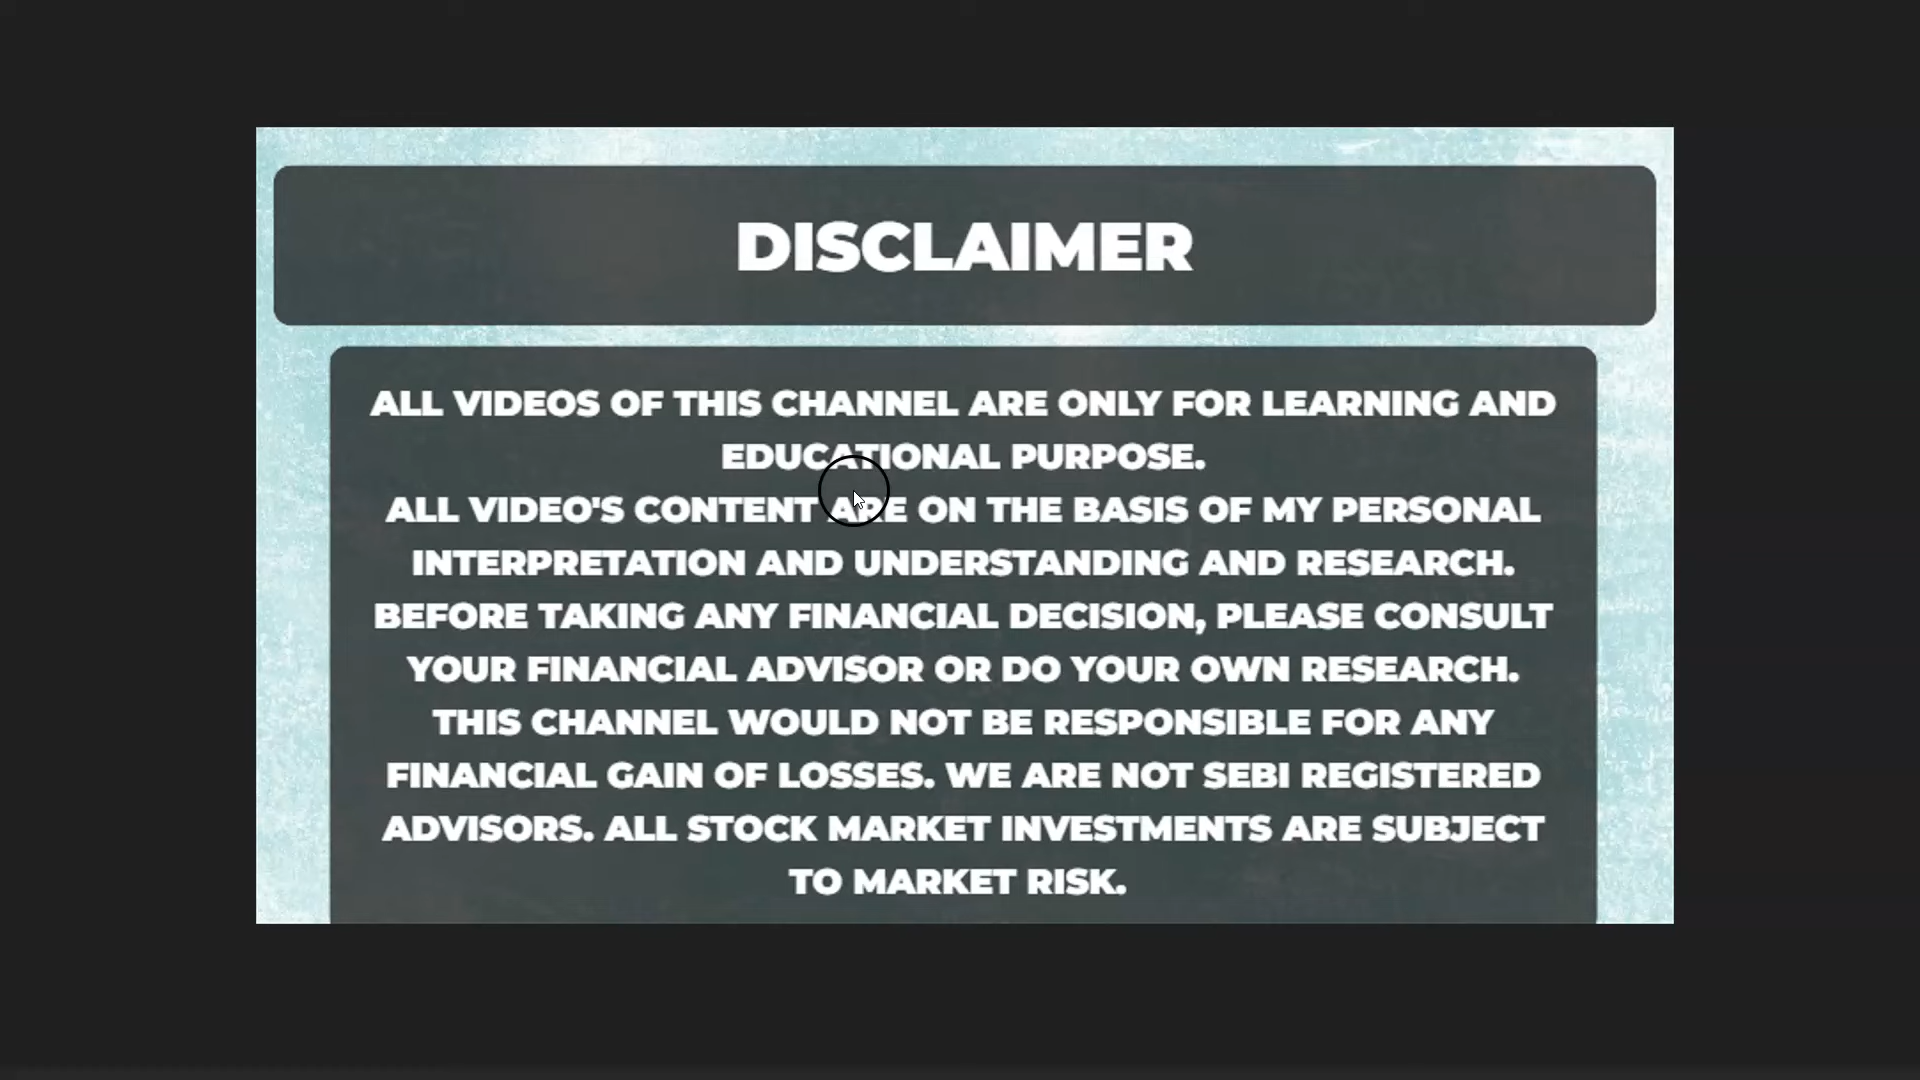 DISCLAIMER
ALL VIDEOS OF THIS CHANNEL ARE ONLY FOR LEARNING AND
EDUCATIONAL PURPOSE.
ALL VIDEO'S CONTENT ARE ON THE BASIS OF MY PERSONAL
INTERPRETATION AND UNDERSTANDING AND RESEARCH.
BEFORE TAKING ANY FINANCIAL DECISION, PLEASE CONSULT
YOUR FINANCIAL ADVISOR OR DO YOUR OWN RESEARCH.
THIS CHANNEL WOULD NOT BE RESPONSIBLE FOR ANY
FINANCIAL GAIN OF LOSSES. WE ARE NOT SEBI REGISTERED
ADVISORS. ALL STOCK MARKET INVESTMENTS ARE SUBJECT
TO MARKET RISK.